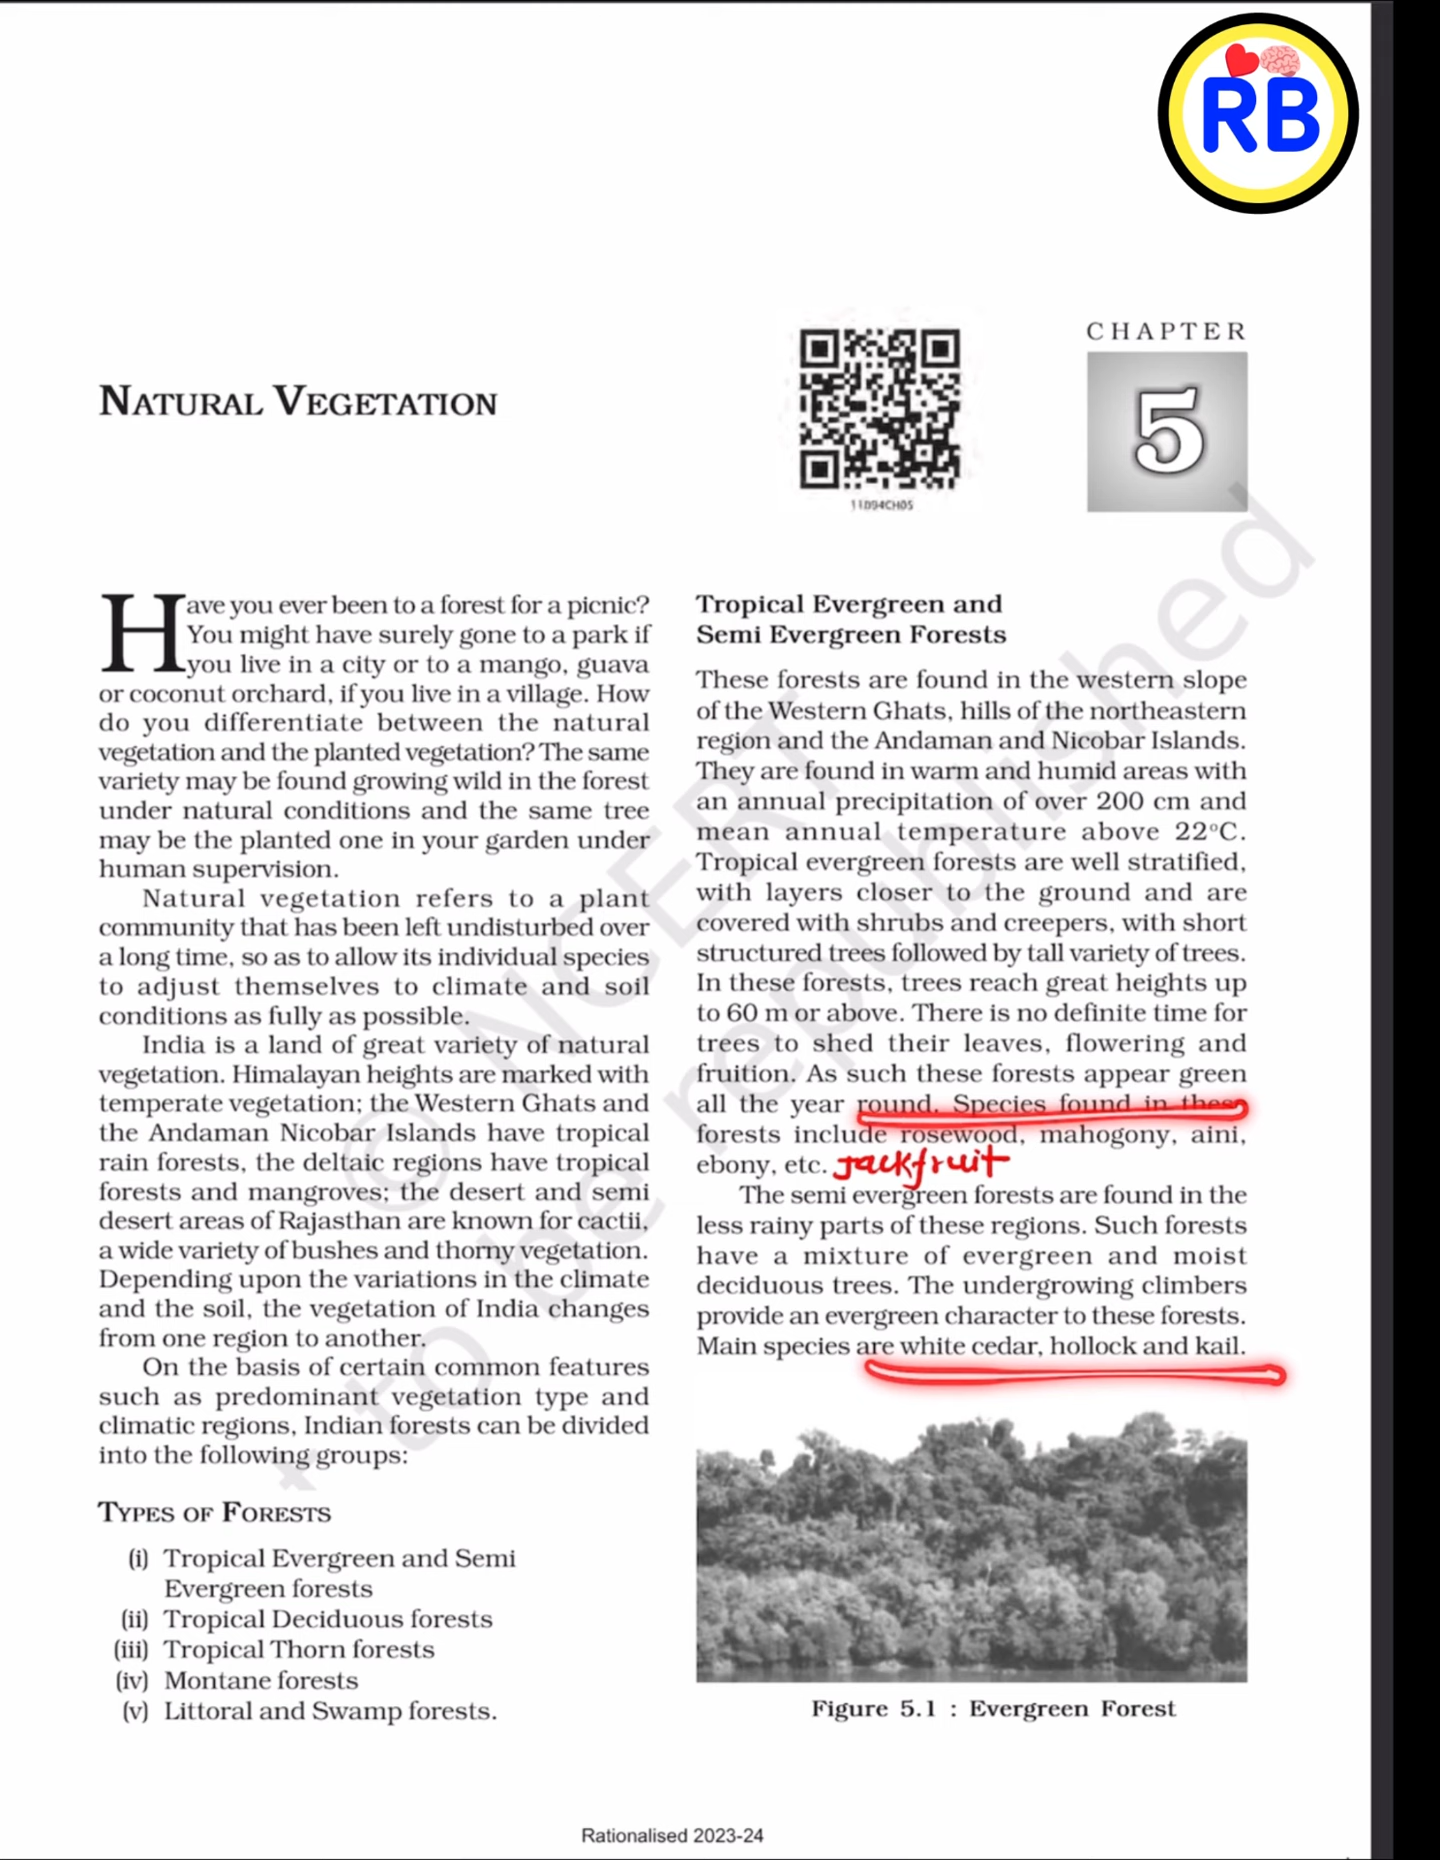 RB
CHAPTER
5
NATURAL VEGETATION
11094CH05
Have you ever been to a forest for a picnic?
You might have surely gone to a park if
you live in a city or to a mango, guava
or coconut orchard, if you live in a village. How
do you differentiate between the natural
vegetation and the planted vegetation? The same
variety may be found growing wild in the forest
under natural conditions and the same tree
may be the planted one in your garden under
human supervision.
Natural vegetation refers to a plant
community that has been left undisturbed over
a long time, so as to allow its individual species
to adjust themselves to climate and soil
conditions as fully as possible.
India is a land of great variety of natural
vegetation. Himalayan heights are marked with
temperate vegetation; the Western Ghats and
the Andaman Nicobar Islands have tropical
rain forests, the deltaic regions have tropical
forests and mangroves; the desert and semi
desert areas of Rajasthan are known for cactii,
a wide variety of bushes and thorny vegetation.
Depending upon the variations in the climate
and the soil, the vegetation of India changes
from one region to another.
On the basis of certain common features
such as predominant vegetation type and
climatic regions, Indian forests can be divided
into the following groups:
TYPES OF FORESTS
(i) Tropical Evergreen and Semi
Evergreen forests
(ii) Tropical Deciduous forests
(iii) Tropical Thorn forests
(iv) Montane forests
(v) Littoral and Swamp forests.
Tropical Evergreen and
Semi Evergreen Forests
These forests are found in the western slope
of the Western Ghats, hills of the northeastern
region and the Andaman and Nicobar Islands.
They are found in warm and humid areas with
an annual precipitation of over 200 cm and
mean annual temperature above 22°C.
Tropical evergreen forests are well stratified,
with layers closer to the ground and are
covered with shrubs and creepers, with short
structured trees followed by tall variety of trees.
In these forests, trees reach great heights up
to 60 m or above. There is no definite time for
trees to shed their leaves, flowering and
fruition. As such these forests appear green
all the year round. Species found in these
forests include rosewood, mahogony, aini,
ebony, etc. Jackfruit
The semi evergreen forests are found in the
less rainy parts of these regions. Such forests
have a mixture of evergreen and moist
deciduous trees. The undergrowing climbers
provide an evergreen character to these forests.
Main species are white cedar, hollock and kail.
Figure 5.1 : Evergreen Forest
© NCERT
to be republished
Rationalised 2023-24